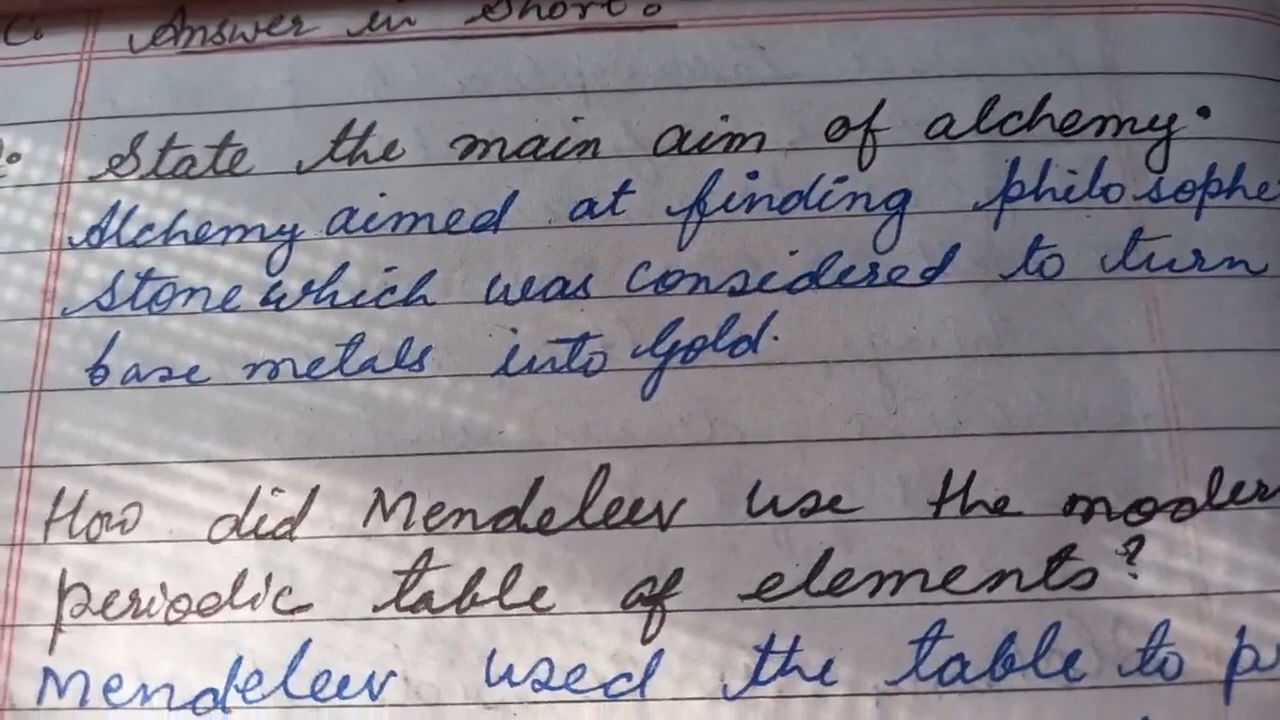 C. Answer in Short.
State the main aim of alchemy.
Alchemy aimed at finding philosophe
stone which was considered to turn
base metals into Gold.
How did Mendeleev use the moder
periodic table of elements?
Mendeleev used the table to p